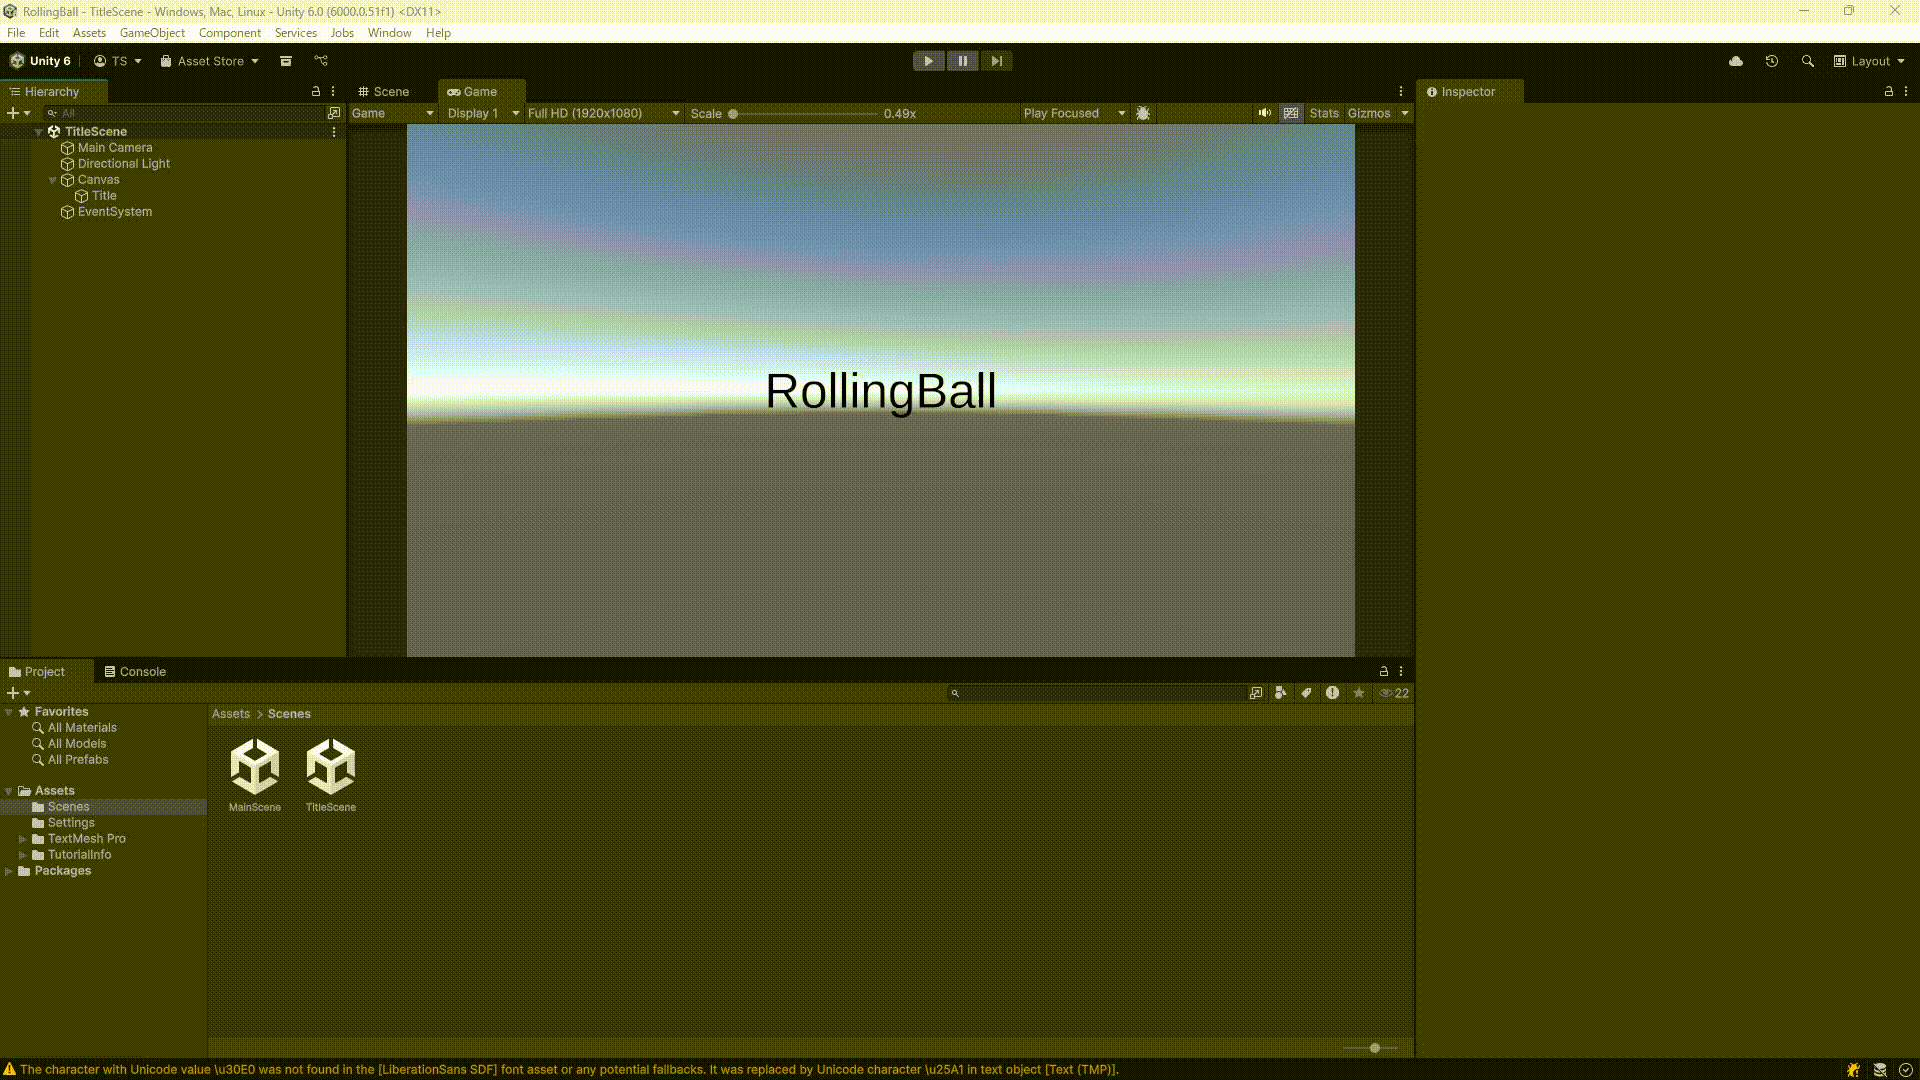 RollingBall - TitleScene - Windows, Mac, Linux - Unity 6.0 (6000.0.51f1) <DX11>
File Edit Assets GameObject Component Services Jobs Window Help
Unity 6 TS Asset Store Layout
Hierarchy Scene Game Inspector
All Game Display 1 Full HD (1920x1080) Scale 0.49x Play Focused Stats Gizmos
TitleScene
Main Camera
Directional Light
Canvas
Title
EventSystem
RollingBall
Project Console
22
Favorites Assets > Scenes
All Materials
All Models
All Prefabs
Assets
Scenes MainScene TitleScene
Settings
TextMesh Pro
TutorialInfo
Packages
The character with Unicode value \u30E0 was not found in the [LiberationSans SDF] font asset or any potential fallbacks. It was replaced by Unicode character \u25A1 in text object [Text (TMP)].